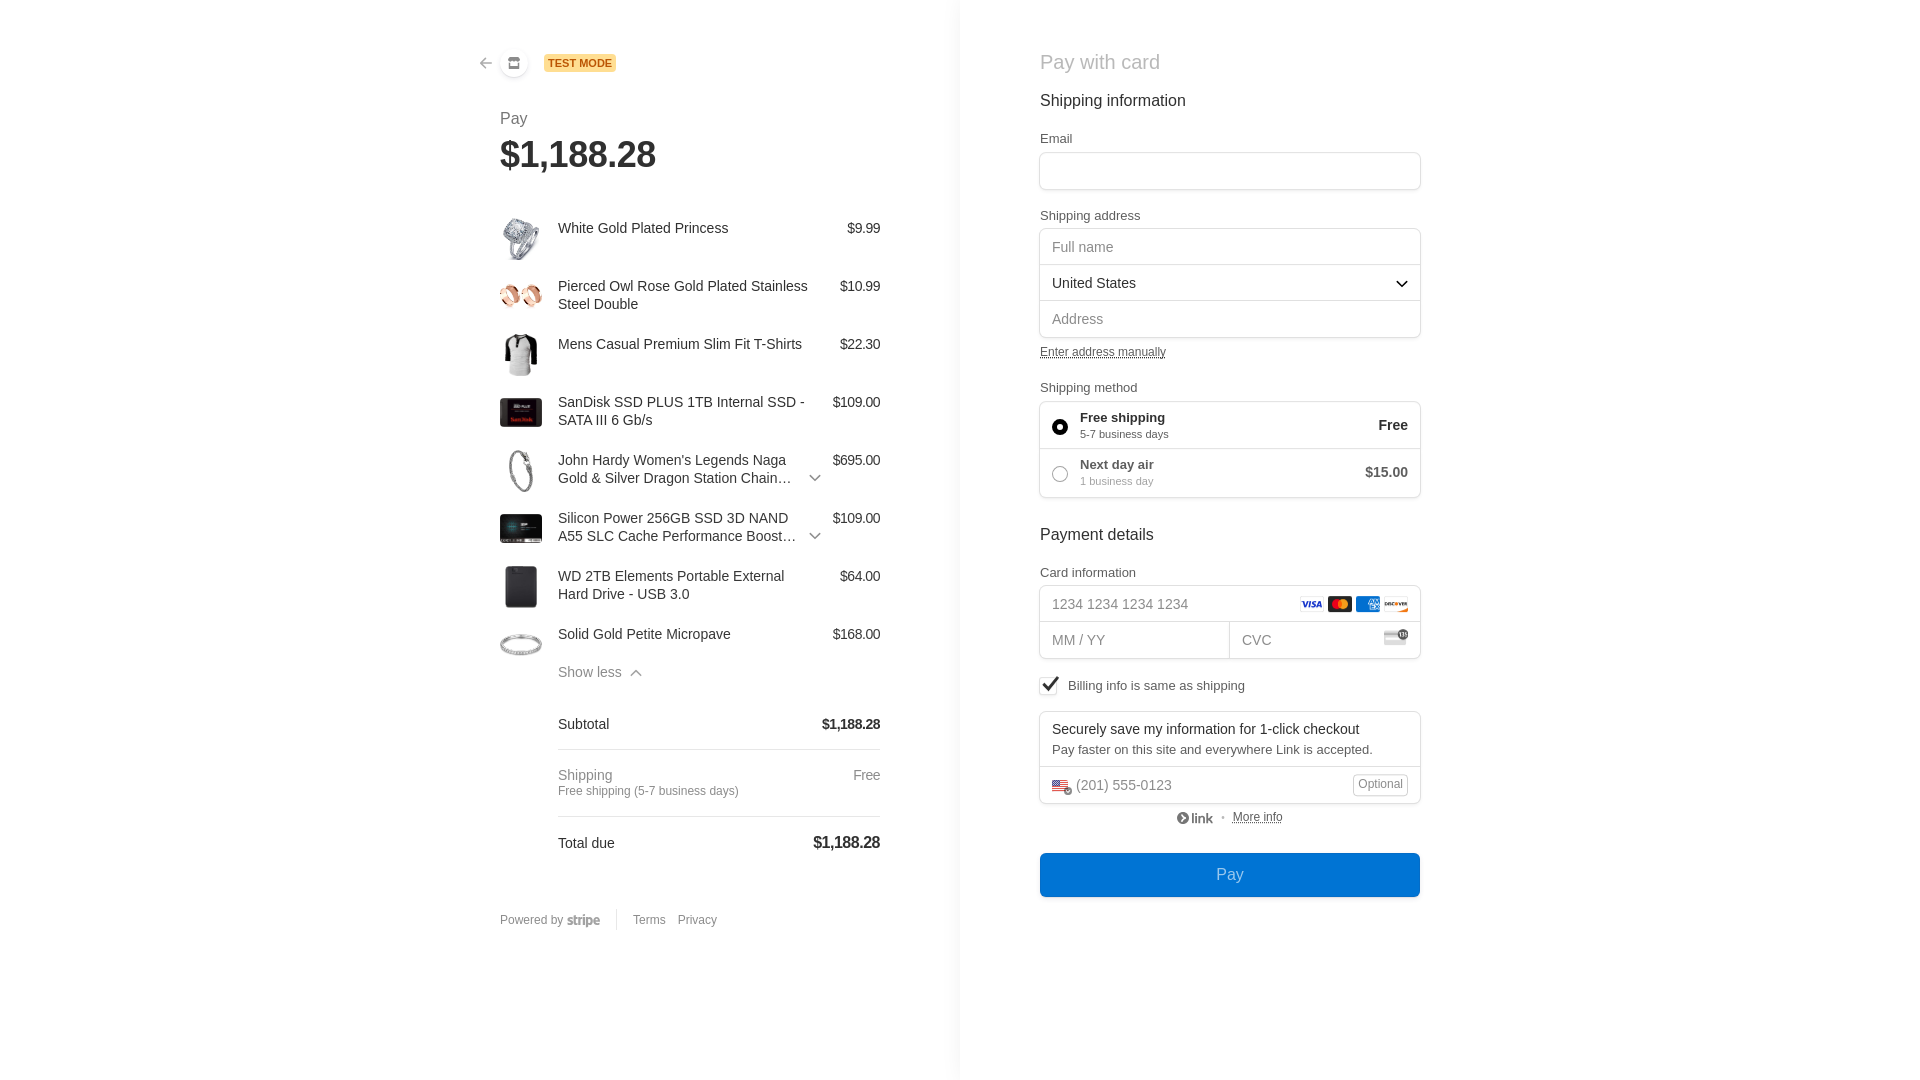 TEST MODE
Pay
$1,188.28
White Gold Plated Princess
$9.99
Pierced Owl Rose Gold Plated Stainless
Steel Double
$10.99
Mens Casual Premium Slim Fit T-Shirts
$22.30
SanDisk SSD PLUS 1TB Internal SSD -
SATA III 6 Gb/s
$109.00
John Hardy Women's Legends Naga
Gold & Silver Dragon Station Chain…
$695.00
Silicon Power 256GB SSD 3D NAND
A55 SLC Cache Performance Boost…
$109.00
WD 2TB Elements Portable External
Hard Drive - USB 3.0
$64.00
Solid Gold Petite Micropave
$168.00
Show less
Subtotal
$1,188.28
Shipping
Free
Free shipping (5-7 business days)
Total due
$1,188.28
Powered by stripe
Terms
Privacy
Pay with card
Shipping information
Email
Shipping address
Full name
United States
Address
Enter address manually
Shipping method
Free shipping
5-7 business days
Free
Next day air
1 business day
$15.00
Payment details
Card information
1234 1234 1234 1234
VISA
AMEX
DISCOVER
MM / YY
CVC
135
Billing info is same as shipping
Securely save my information for 1-click checkout
Pay faster on this site and everywhere Link is accepted.
(201) 555-0123
Optional
link • More info
Pay